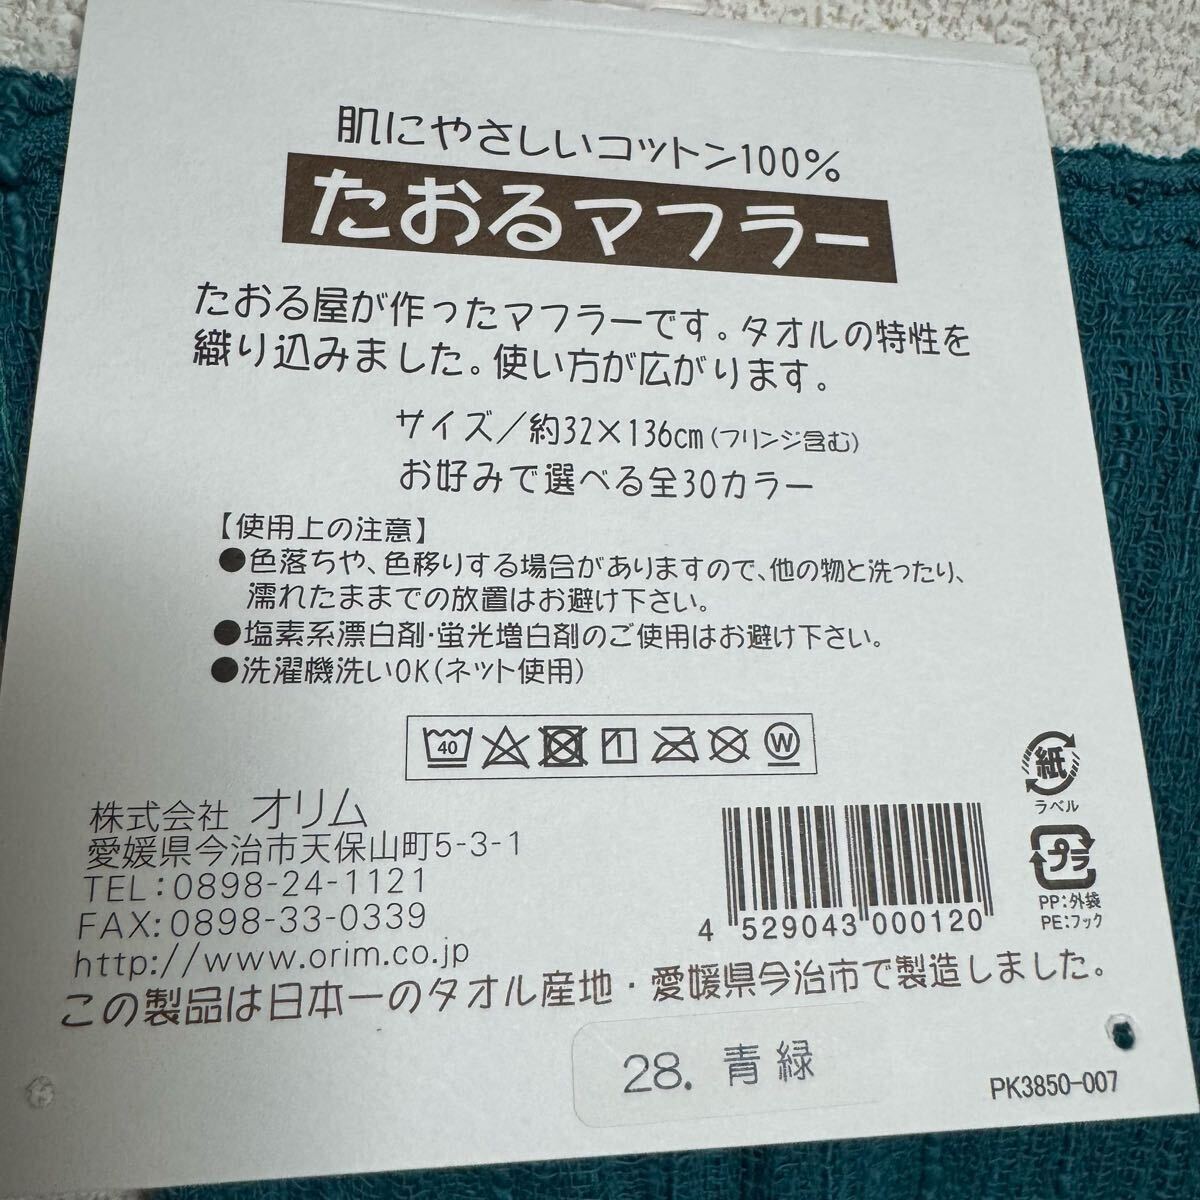 肌にやさしいコットン100%
たおるマフラー
たおる屋が作ったマフラーです。タオルの特性を
織り込みました。使い方が広がります。
サイズ/約32×136cm(フリンジ含む)
お好みで選べる全30カラー
【使用上の注意】
●色落ちや、色移りする場合がありますので、他の物と洗ったり、
濡れたままでの放置はお避け下さい。
●塩素系漂白剤・蛍光増白剤のご使用はお避け下さい。
●洗濯機洗いOK(ネット使用)
40 W
株式会社 オリム
愛媛県今治市天保山町5-3-1
TEL:0898-24-1121
FAX:0898-33-0339
http://www.orim.co.jp
紙
ラベル
プラ
PP:外袋
PE:フック
4 529043 000120
この製品は日本一のタオル産地・愛媛県今治市で製造しました。
28. 青緑
PK3850-007